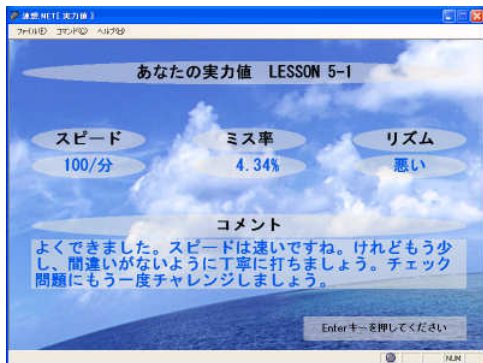 速想.NET[ 実力値 ]
ファイル(F) コマンド(C) ヘルプ(H)
あなたの実力値 LESSON 5-1
スピード ミス率 リズム
100/分 4.34% 悪い
コメント
よくできました。スピードは速いですね。けれどもう少
し、間違いがないように丁寧に打ちましょう。チェック
問題にもう一度チャレンジしましょう。
Enterキーを押してください
NUM